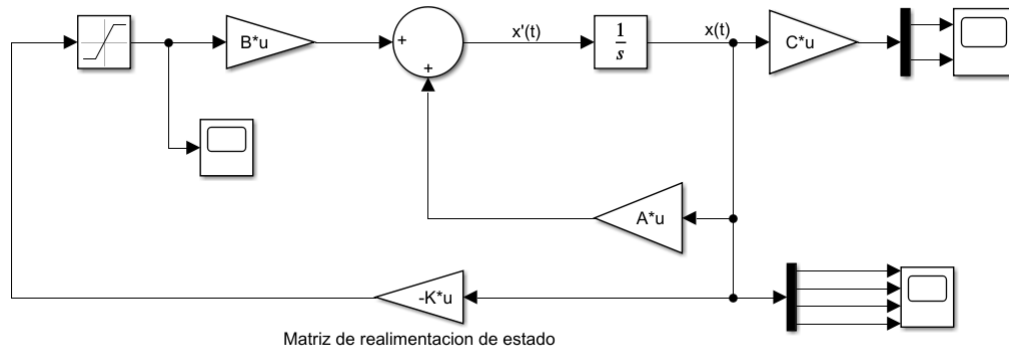 B*u
+
+
x'(t)
1
s
x(t)
C*u
A*u
-K*u
Matriz de realimentacion de estado